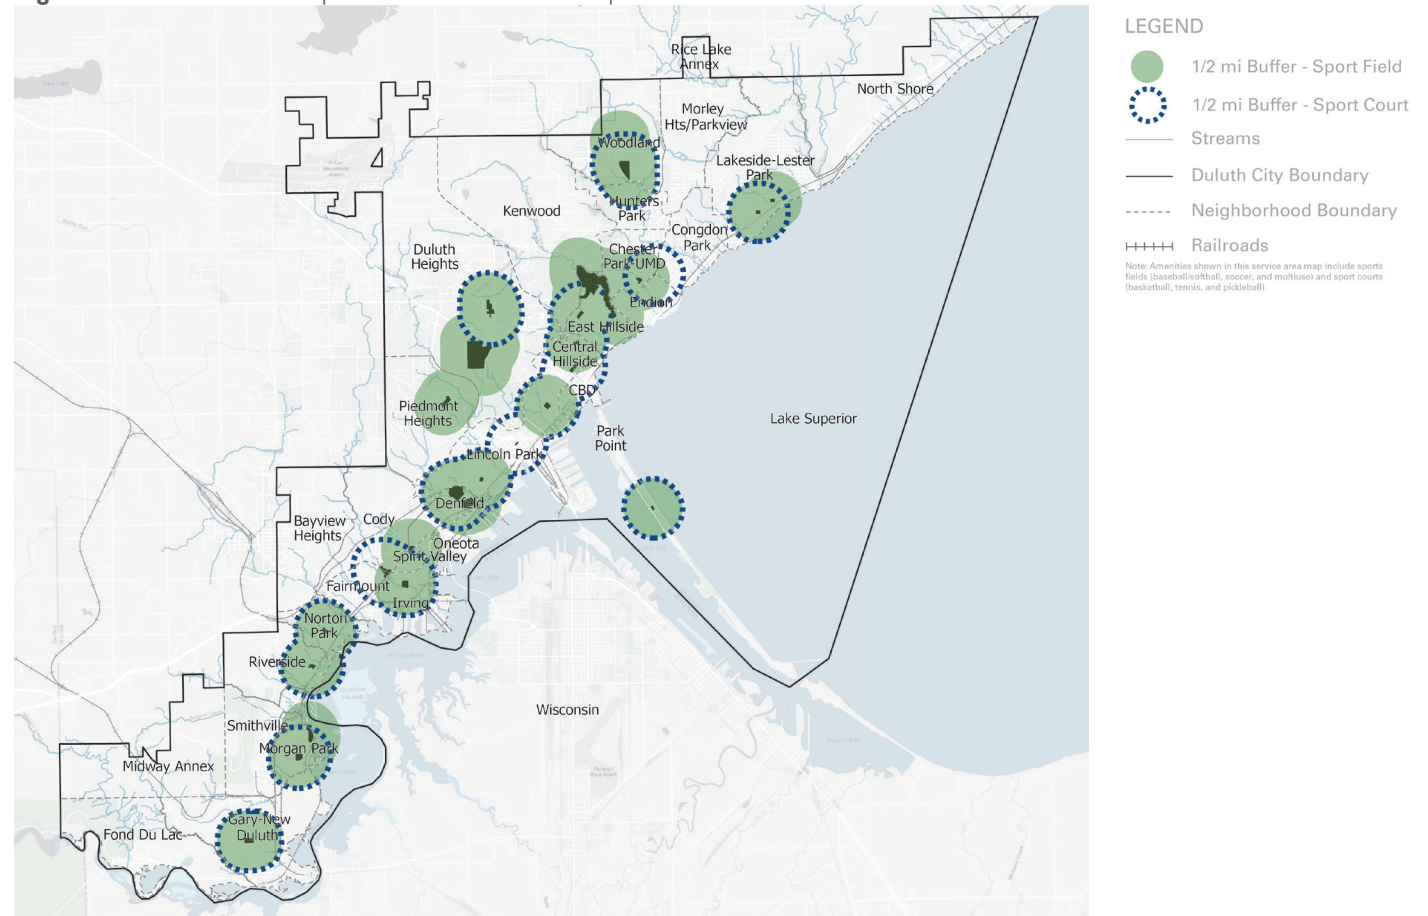 LEGEND
1/2 mi Buffer - Sport Field
1/2 mi Buffer - Sport Court
Streams
Duluth City Boundary
Neighborhood Boundary
Railroads
Note: Amenities shown in this service area map include sports
fields (baseball/softball, soccer, and multiuse) and sport courts
(basketball, tennis, and pickleball).
Rice Lake
Annex
North Shore
Morley
Hts/Parkview
Woodland
Lakeside-Lester
Park
Hunters
Park
Kenwood
Congdon
Park
Duluth
Heights
Chester
Park-UMD
Endion
East Hillside
Central
Hillside
CBD
Piedmont
Heights
Lake Superior
Park
Point
Lincoln Park
Denfeld
Bayview
Heights
Cody
Oneota
Spirit Valley
Fairmount
Irving
Norton
Park
Riverside
Wisconsin
Smithville
Morgan Park
Midway Annex
Gary-New
Duluth
Fond Du Lac